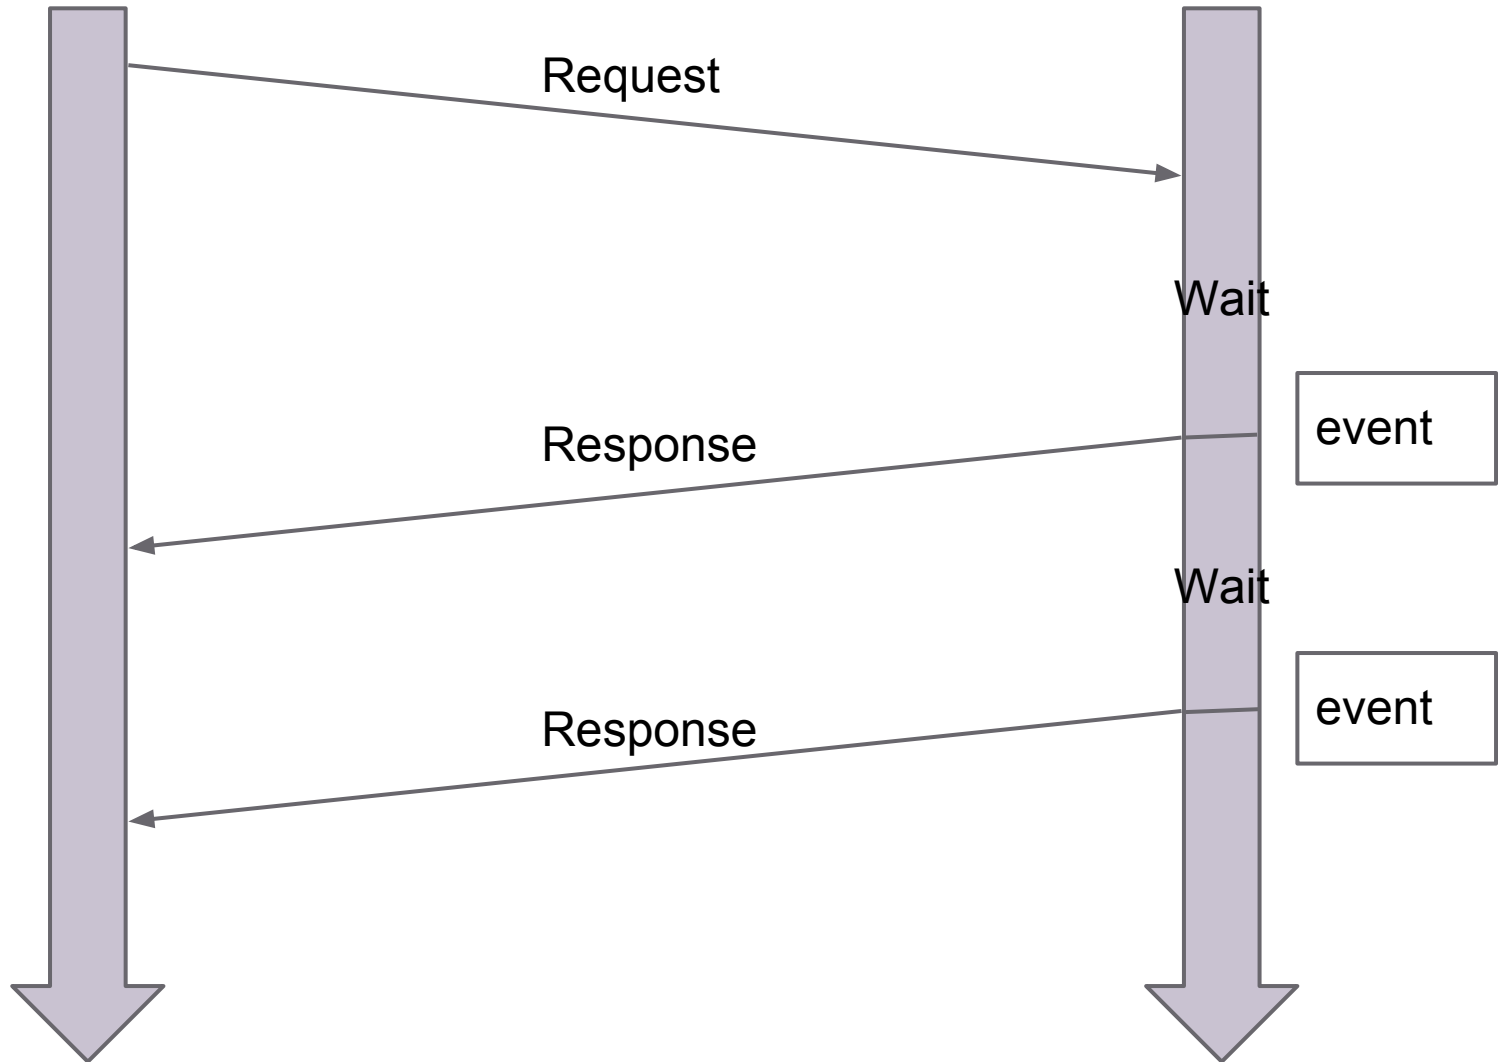 Request
Wait
event
Response
Wait
event
Response